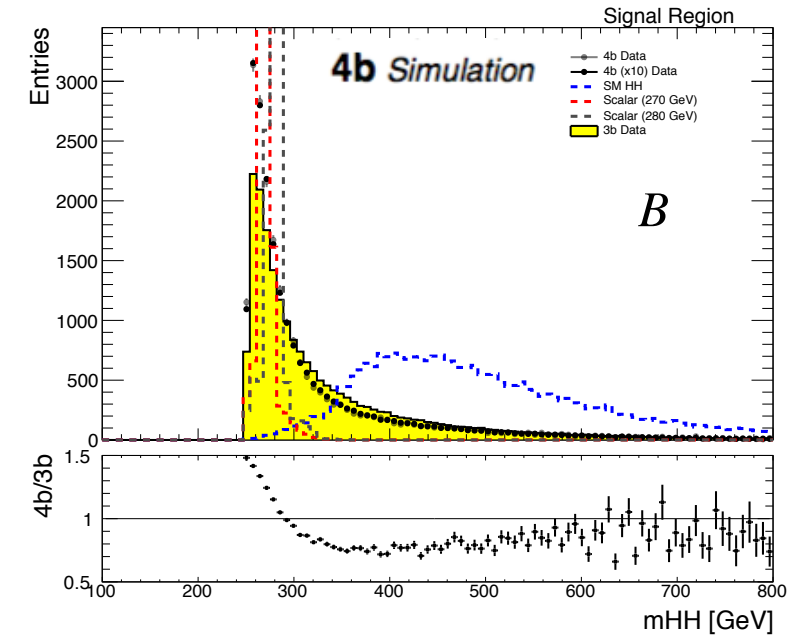 Signal Region
Entries
3000
2500
2000
1500
1000
500
0
4b Simulation
4b Data
4b (x10) Data
SM HH
Scalar (270 GeV)
Scalar (280 GeV)
3b Data
B
4b/3b
1.5
1
0.5
100 200 300 400 500 600 700 800
mHH [GeV]